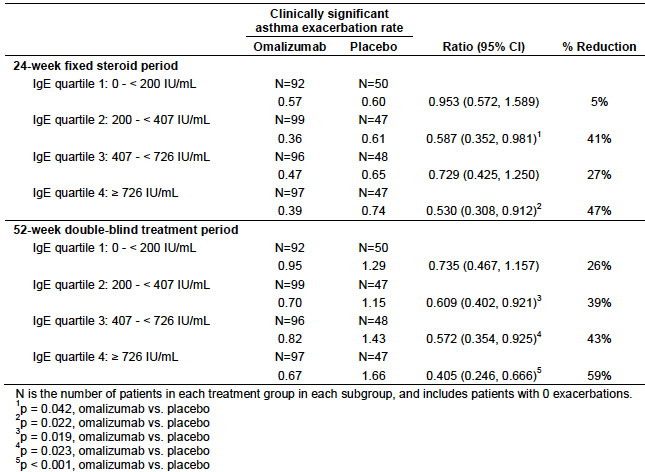 Clinically significant
asthma exacerbation rate
Omalizumab Placebo Ratio (95% CI) % Reduction
24-week fixed steroid period
IgE quartile 1: 0 - < 200 IU/mL N=92 N=50
0.57 0.60 0.953 (0.572, 1.589) 5%
IgE quartile 2: 200 - < 407 IU/mL N=99 N=47
0.36 0.61 0.587 (0.352, 0.981)1 41%
IgE quartile 3: 407 - < 726 IU/mL N=96 N=48
0.47 0.65 0.729 (0.425, 1.250) 27%
IgE quartile 4: ≥ 726 IU/mL N=97 N=47
0.39 0.74 0.530 (0.308, 0.912)2 47%
52-week double-blind treatment period
IgE quartile 1: 0 - < 200 IU/mL N=92 N=50
0.95 1.29 0.735 (0.467, 1.157) 26%
IgE quartile 2: 200 - < 407 IU/mL N=99 N=47
0.70 1.15 0.609 (0.402, 0.921)3 39%
IgE quartile 3: 407 - < 726 IU/mL N=96 N=48
0.82 1.43 0.572 (0.354, 0.925)4 43%
IgE quartile 4: ≥ 726 IU/mL N=97 N=47
0.67 1.66 0.405 (0.246, 0.666)5 59%
N is the number of patients in each treatment group in each subgroup, and includes patients with 0 exacerbations.
1p = 0.042, omalizumab vs. placebo
2p = 0.022, omalizumab vs. placebo
3p = 0.019, omalizumab vs. placebo
4p = 0.023, omalizumab vs. placebo
5p < 0.001, omalizumab vs. placebo